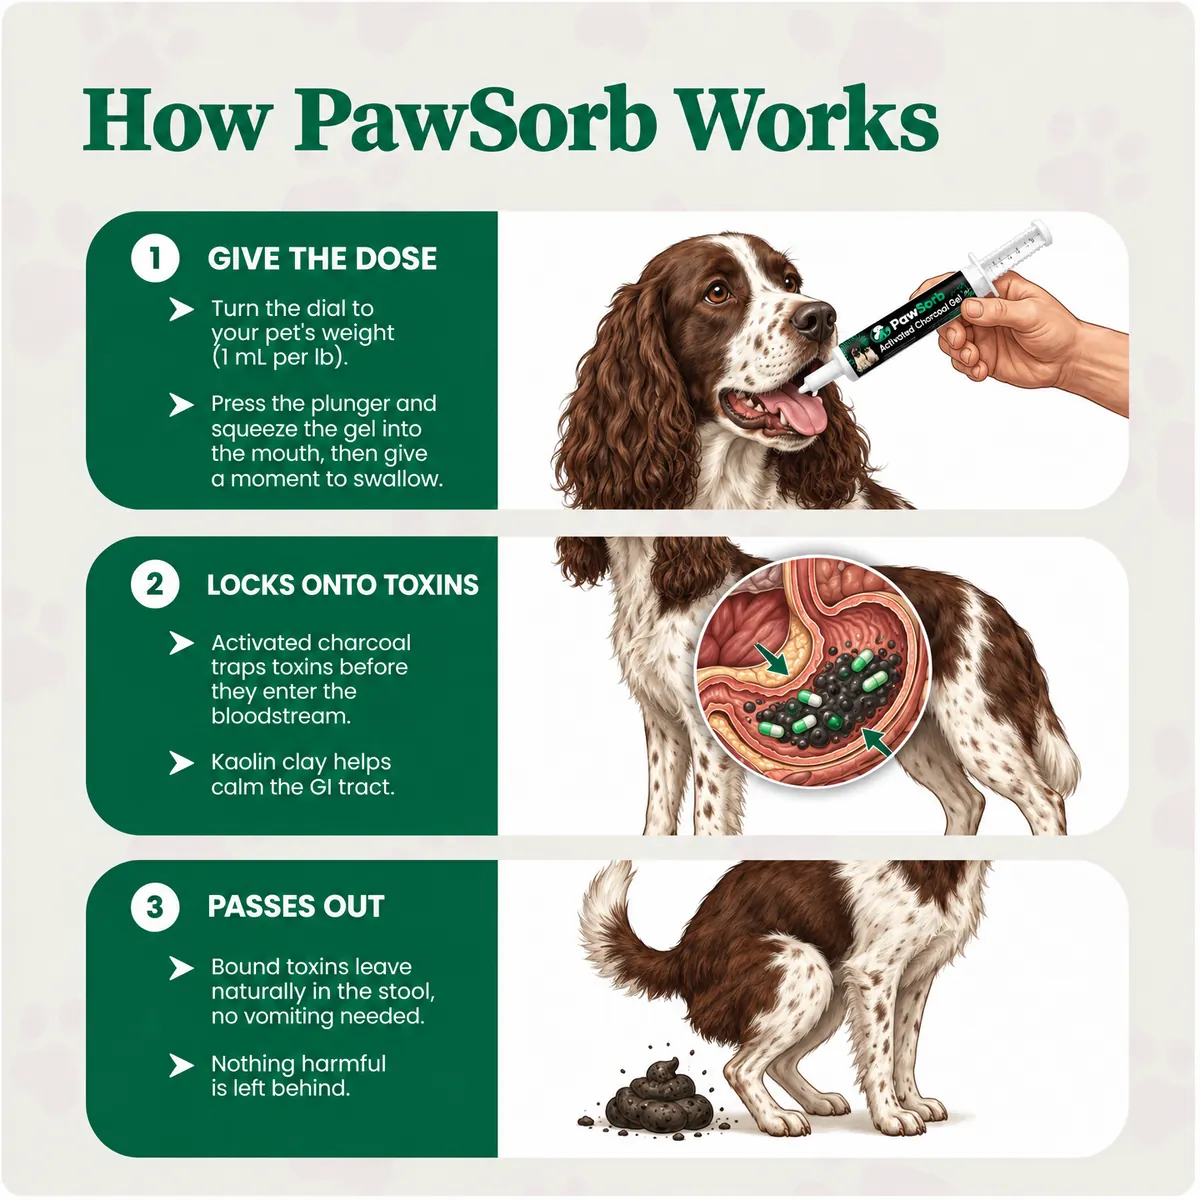 How PawSorb Works
1
GIVE THE DOSE
Turn the dial to
your pet's weight
(1 mL per lb).
Press the plunger and
squeeze the gel into
the mouth, then give
a moment to swallow.
PawSorb
Activated Charcoal Gel
2
LOCKS ONTO TOXINS
Activated charcoal
traps toxins before
they enter the
bloodstream.
Kaolin clay helps
calm the GI tract.
3
PASSES OUT
Bound toxins leave
naturally in the stool,
no vomiting needed.
Nothing harmful
is left behind.